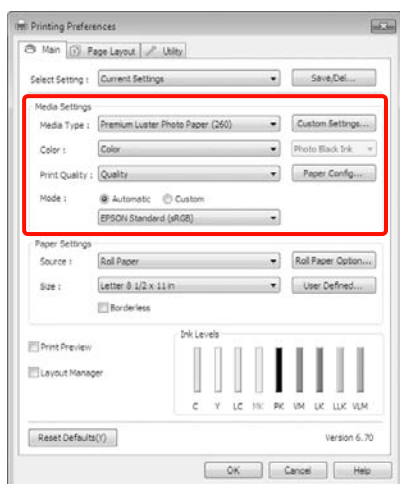 Printing Preferences
Main Page Layout Utility
Select Setting : Current Settings Save/Del...
Media Settings
Media Type : Premium Luster Photo Paper (260) Custom Settings...
Color : Color Photo Black Ink
Print Quality : Quality Paper Config...
Mode : Automatic Custom
EPSON Standard (sRGB)
Paper Settings
Source : Roll Paper Roll Paper Option...
Size : Letter 8 1/2 x 11 in User Defined...
Borderless
Ink Levels
Print Preview
Layout Manager
C Y LC MK PK VM LK LLK VLM
Reset Defaults(Y) Version 6.70
OK Cancel Help